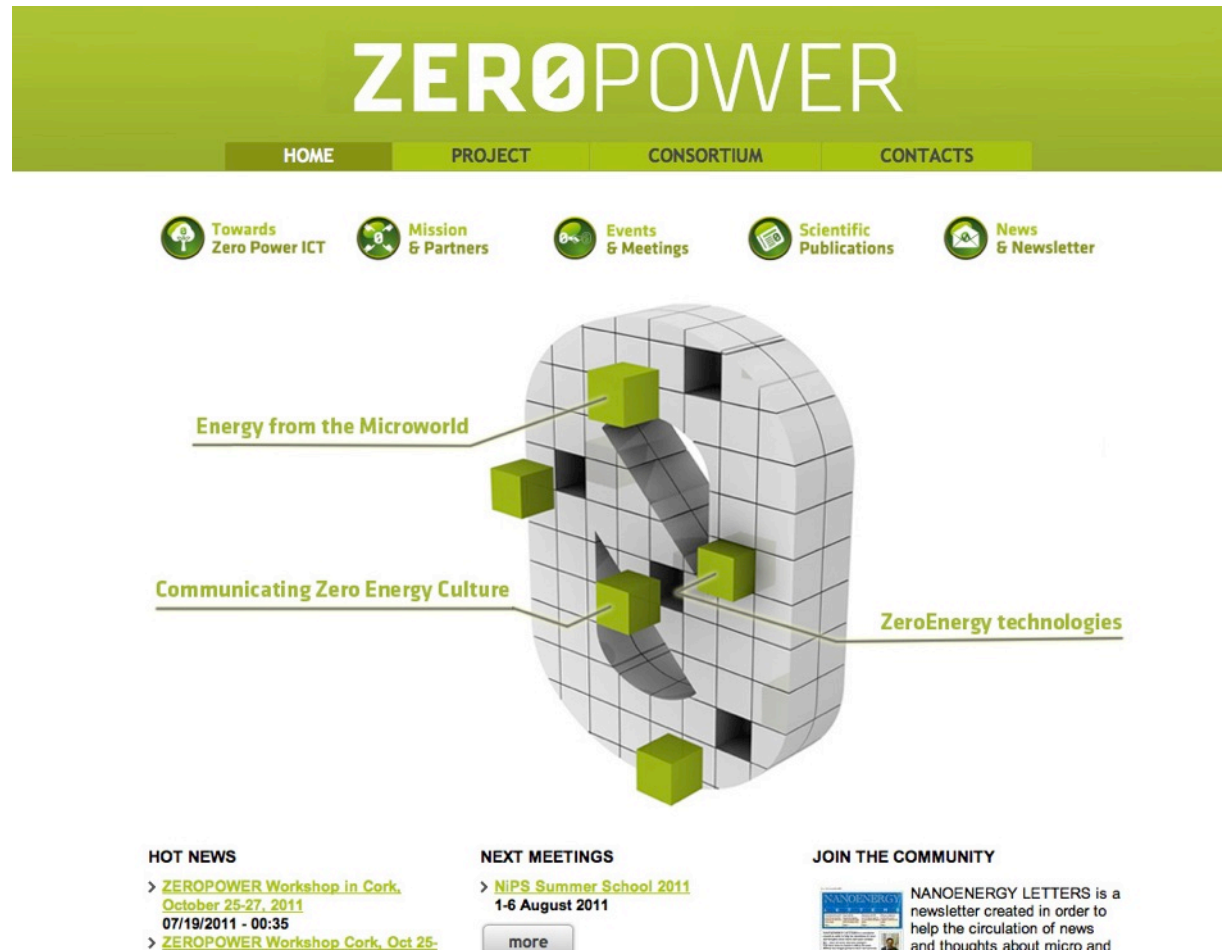 ZEROPOWER
HOME PROJECT CONSORTIUM CONTACTS
Towards
Zero Power ICT
Mission
& Partners
Events
& Meetings
Scientific
Publications
News
& Newsletter
Energy from the Microworld
Communicating Zero Energy Culture
ZeroEnergy technologies
HOT NEWS
> ZEROPOWER Workshop in Cork,
October 25-27, 2011
07/19/2011 - 00:35
> ZEROPOWER Workshop Cork, Oct 25-
NEXT MEETINGS
> NiPS Summer School 2011
1-6 August 2011
more
JOIN THE COMMUNITY
NANOENERGY
LETTERS
NANOENERGY LETTERS is a
newsletter created in order to
help the circulation of news
and thoughts about micro and